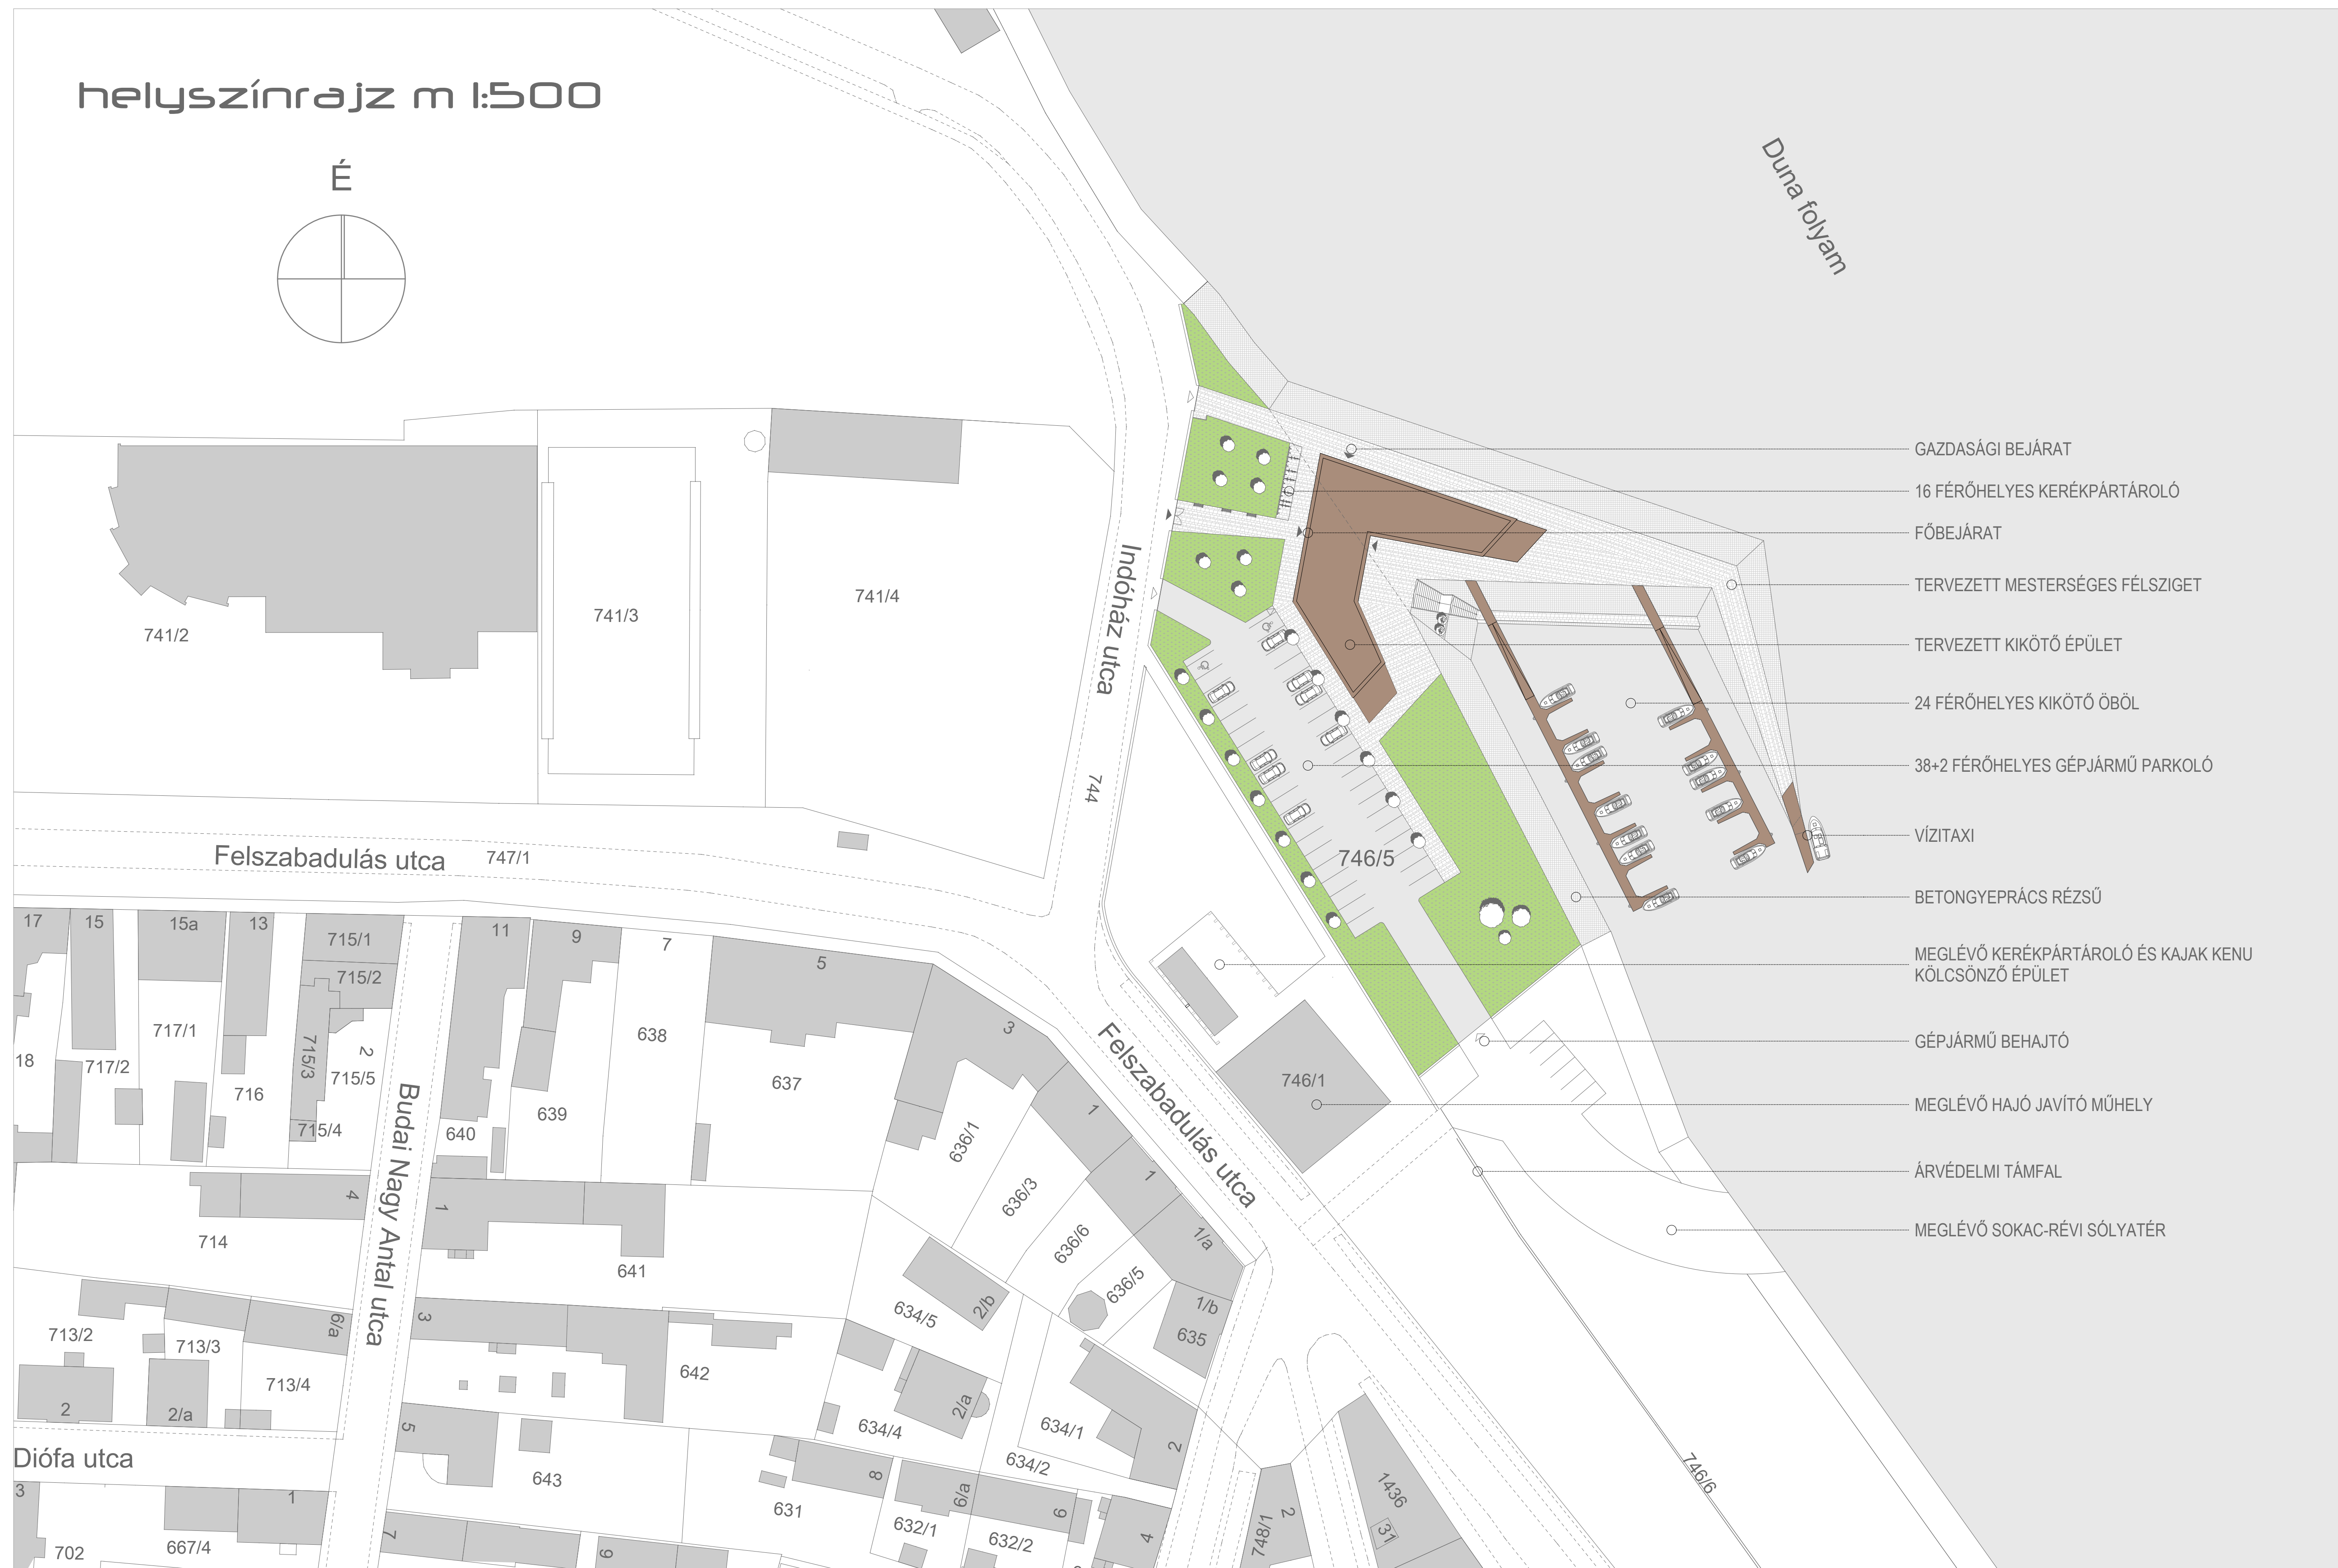 helyszínrajz m 1:500
É
Duna folyam
GAZDASÁGI BEJÁRAT
16 FÉRŐHELYES KERÉKPÁRTÁROLÓ
FŐBEJÁRAT
TERVEZETT MESTERSÉGES FÉLSZIGET
TERVEZETT KIKÖTŐ ÉPÜLET
24 FÉRŐHELYES KIKÖTŐ ÖBÖL
38+2 FÉRŐHELYES GÉPJÁRMŰ PARKOLÓ
VÍZITAXI
BETONGYEPRÁCS RÉZSŰ
MEGLÉVŐ KERÉKPÁRTÁROLÓ ÉS KAJAK KENU
KÖLCSÖNZŐ ÉPÜLET
GÉPJÁRMŰ BEHAJTÓ
MEGLÉVŐ HAJÓ JAVÍTÓ MŰHELY
ÁRVÉDELMI TÁMFAL
MEGLÉVŐ SOKAC-RÉVI SÓLYATÉR
741/2
741/3
741/4
Indóház utca
744
746/5
Felszabadulás utca
747/1
17
15
15a
13
715/1
11
9
7
5
3
715/2
717/1
638
18
717/2
716
715/3
2
715/5
715/4
637
639
640
Budai Nagy Antal utca
Felszabadulás utca
746/1
636/1
1
636/3
1
636/6
1/a
636/5
1/b
635
4
1
714
641
634/5
2/b
713/2
713/3
6/a
3
642
713/4
2
2/a
5
634/4
2/a
634/1
2
634/2
Diófa utca
643
3
1
702
667/4
7
9
631
8
632/1
6/a
632/2
6
4
748/1
2
1436
31
746/6